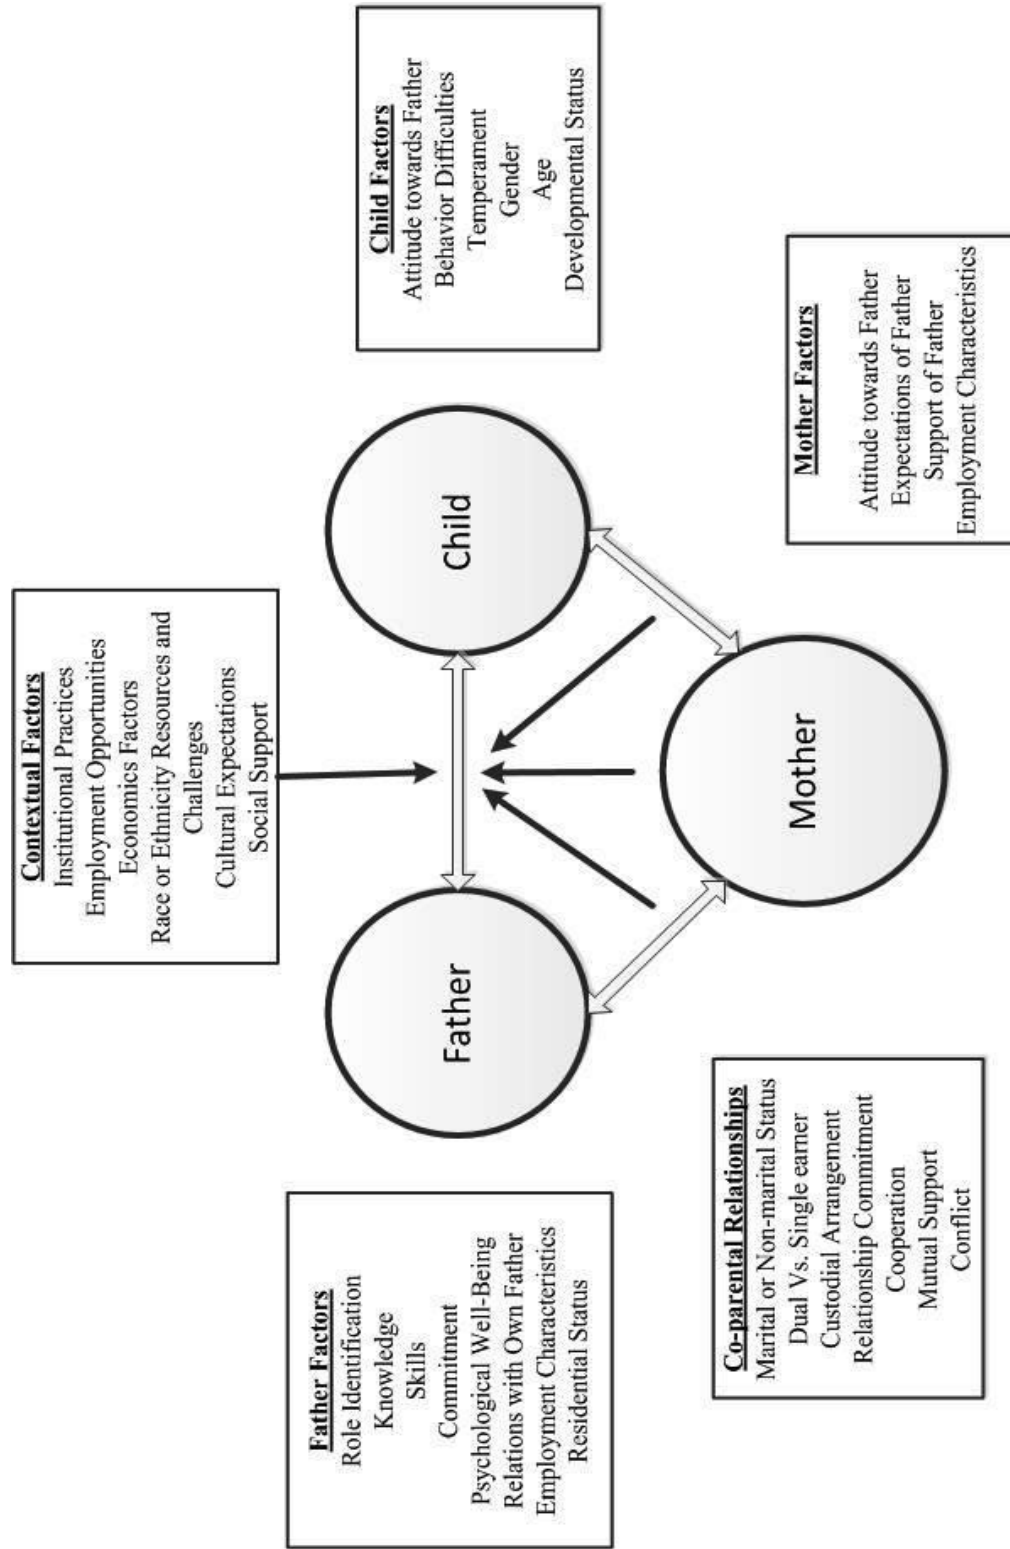 Contextual Factors
Institutional Practices
Employment Opportunities
Economics Factors
Race or Ethnicity Resources and
Challenges
Cultural Expectations
Social Support
Father Factors
Role Identification
Knowledge
Skills
Commitment
Psychological Well-Being
Relations with Own Father
Employment Characteristics
Residential Status
Father
Child
Child Factors
Attitude towards Father
Behavior Difficulties
Temperament
Gender
Age
Developmental Status
Mother
Co-parental Relationships
Marital or Non-marital Status
Dual Vs. Single earner
Custodial Arrangement
Relationship Commitment
Cooperation
Mutual Support
Conflict
Mother Factors
Attitude towards Father
Expectations of Father
Support of Father
Employment Characteristics